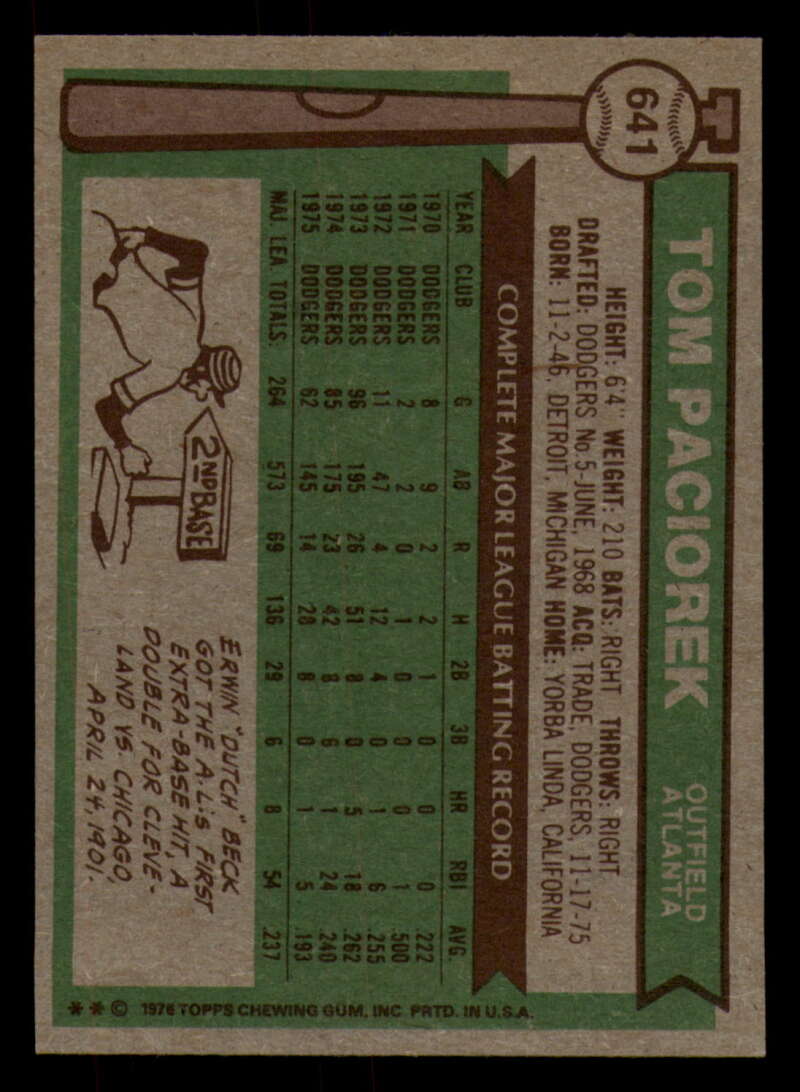 641
TOM PACIOREK
OUTFIELD
ATLANTA
HEIGHT: 6'4" WEIGHT: 210 BATS: RIGHT THROWS: RIGHT
DRAFTED: DODGERS No. 5-JUNE, 1968 ACQ: TRADE, DODGERS, 11-17-75
BORN: 11-2-46, DETROIT, MICHIGAN HOME: YORBA LINDA, CALIFORNIA
COMPLETE MAJOR LEAGUE BATTING RECORD
YEAR CLUB G AB R H 2B 3B HR RBI AVG.
1970 DODGERS 8 9 2 2 1 0 0 0 .222
1971 DODGERS 2 2 0 1 0 0 0 1 .500
1972 DODGERS 11 47 4 12 4 0 1 6 .255
1973 DODGERS 96 195 26 51 8 0 5 18 .262
1974 DODGERS 85 175 23 42 8 6 1 24 .240
1975 DODGERS 62 145 14 28 8 0 1 5 .193
MAJ. LEA. TOTALS: 264 573 69 136 29 6 8 54 .237
2ND BASE
ERWIN "DUTCH" BECK
GOT THE A.L.'s FIRST
EXTRA-BASE HIT, A
DOUBLE FOR CLEVE-
LAND VS. CHICAGO,
APRIL 24, 1901.
* * © 1976 TOPPS CHEWING GUM, INC. PRTD. IN U.S.A.